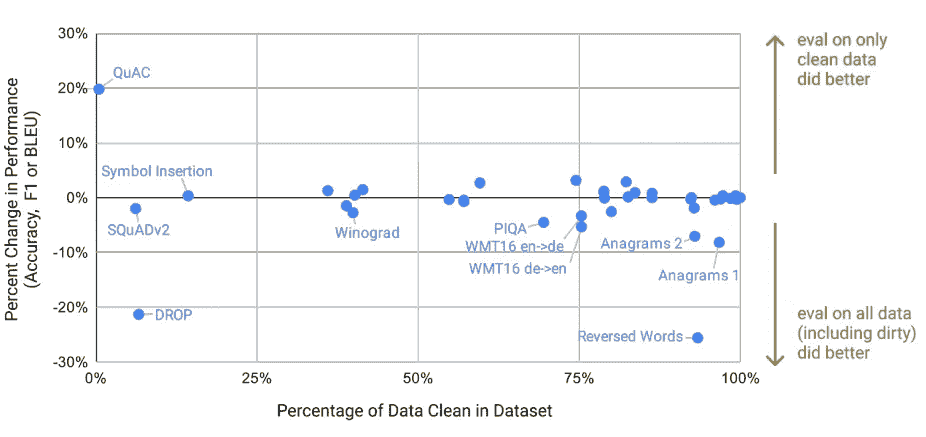 Percent Change in Performance
(Accuracy, F1 or BLEU)
30%
20%
10%
0%
-10%
-20%
-30%
QuAC
Symbol Insertion
SQuADv2
DROP
Winograd
PIQA
WMT16 en->de
WMT16 de->en
Anagrams 2
Anagrams 1
Reversed Words
0%
25%
50%
75%
100%
Percentage of Data Clean in Dataset
eval on only
clean data
did better
eval on all data
(including dirty)
did better